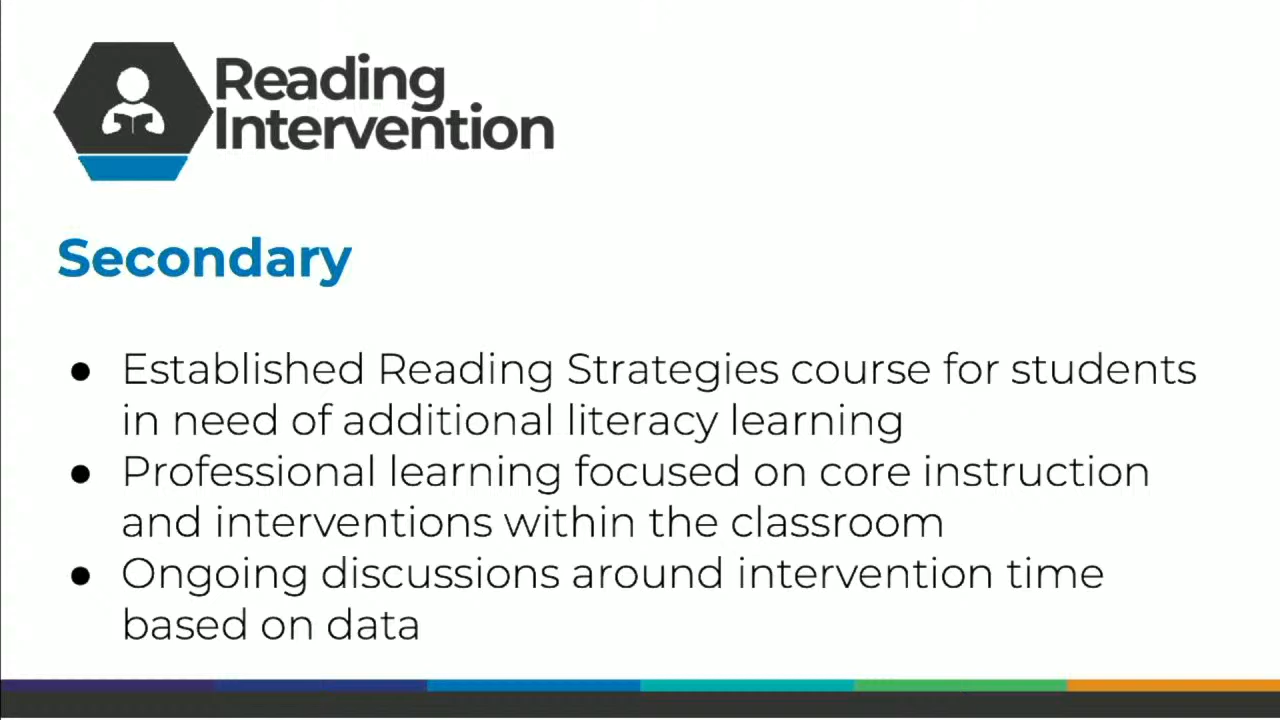 Reading
Intervention
Secondary
● Established Reading Strategies course for students
in need of additional literacy learning
● Professional learning focused on core instruction
and interventions within the classroom
● Ongoing discussions around intervention time
based on data